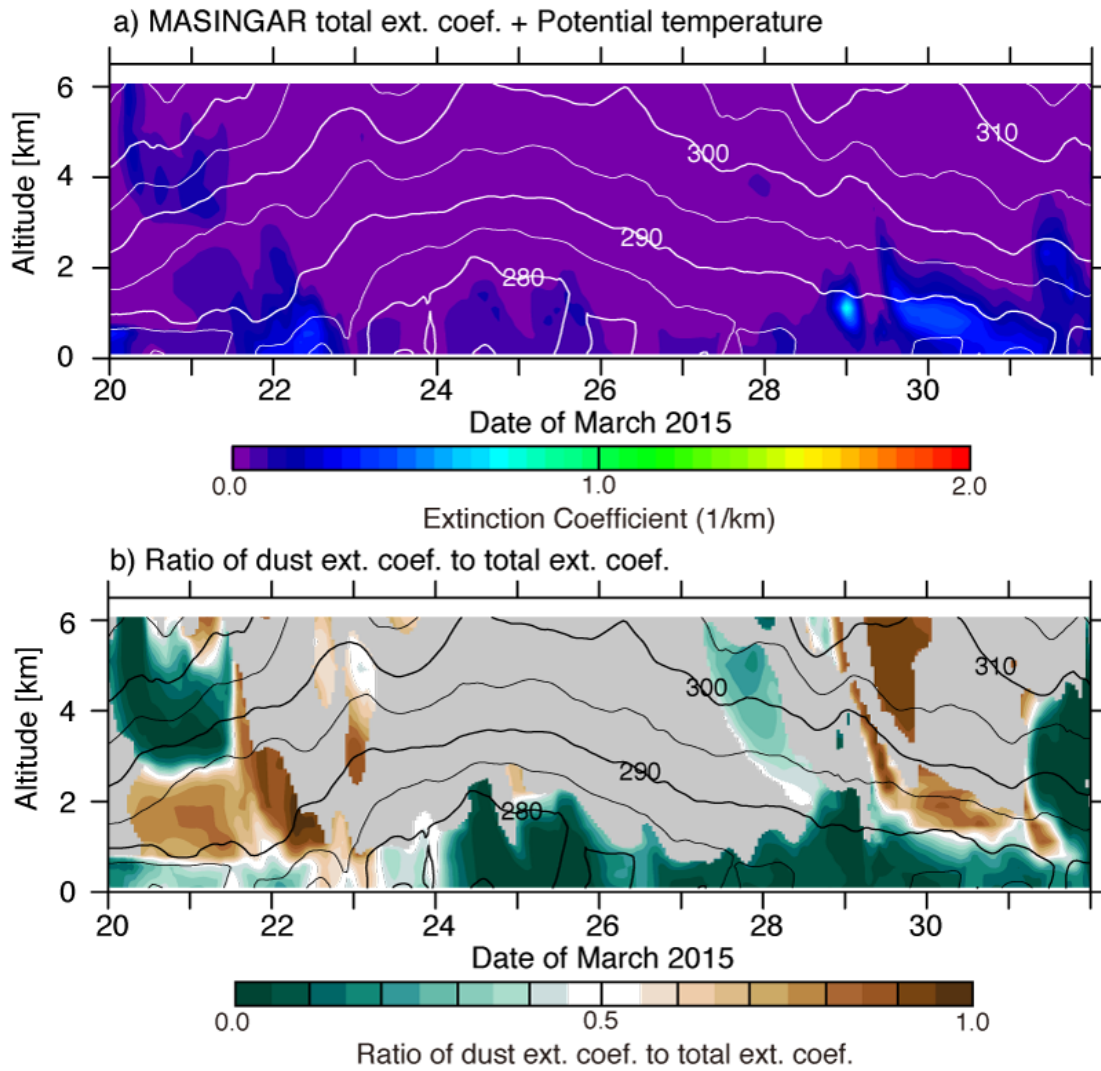 a) MASINGAR total ext. coef. + Potential temperature
6
4
2
0
Altitude [km]
310
300
290
280
20 22 24 26 28 30
Date of March 2015
0.0 1.0 2.0
Extinction Coefficient (1/km)
b) Ratio of dust ext. coef. to total ext. coef.
6
4
2
0
Altitude [km]
310
300
290
280
20 22 24 26 28 30
Date of March 2015
0.0 0.5 1.0
Ratio of dust ext. coef. to total ext. coef.